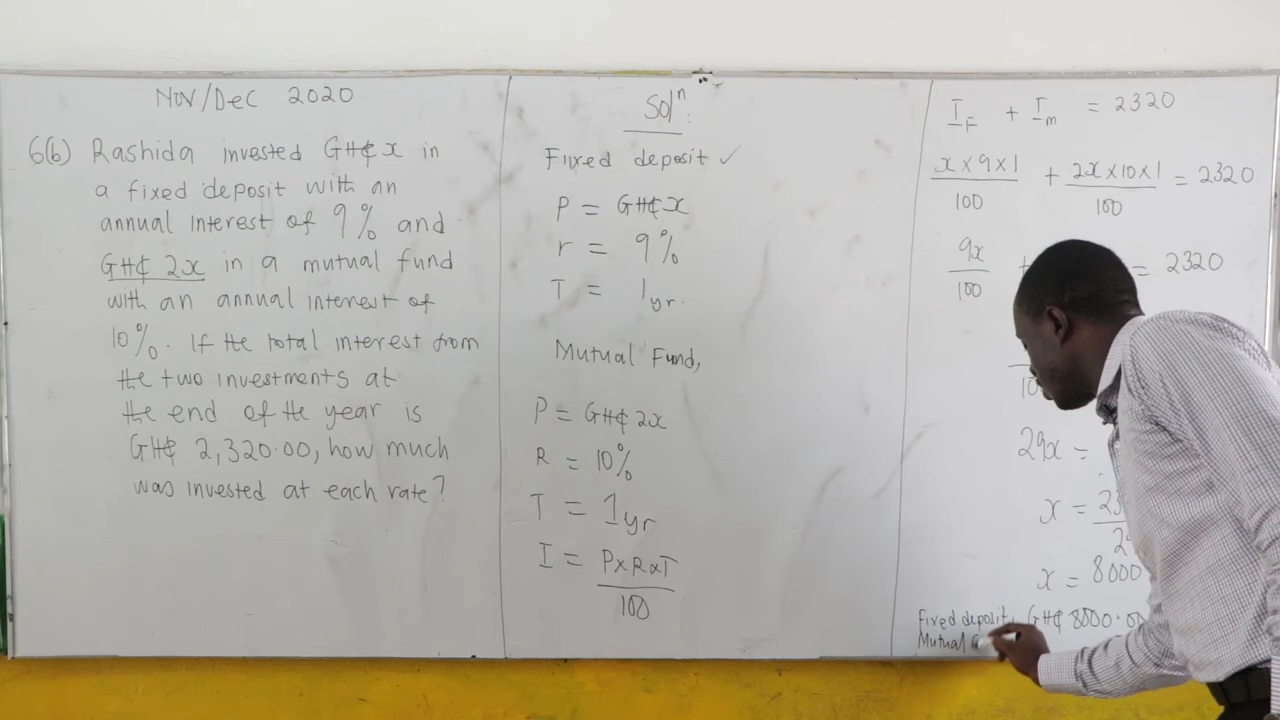 Nov/Dec 2020
6(b) Rashida invested GH₵ x in
a fixed deposit with an
annual interest of 9% and
GH₵ 2x in a mutual fund
with an annual interest of
10%. If the total interest from
the two investments at
the end of the year is
GH₵ 2,320.00, how much
was invested at each rate?
Solⁿ:
Fixed deposit ✓
P = GH₵ x
r = 9%
T = 1yr.
Mutual Fund,
P = GH₵ 2x
R = 10%
T = 1yr
I = PxRxT
100
I_F + I_m = 2320
x × 9 × 1 + 2x × 10 × 1 = 2320
100 100
9x = 2320
100
29x =
x =
x = 8000
Fixed deposit, GH₵ 8000.00
Mutual